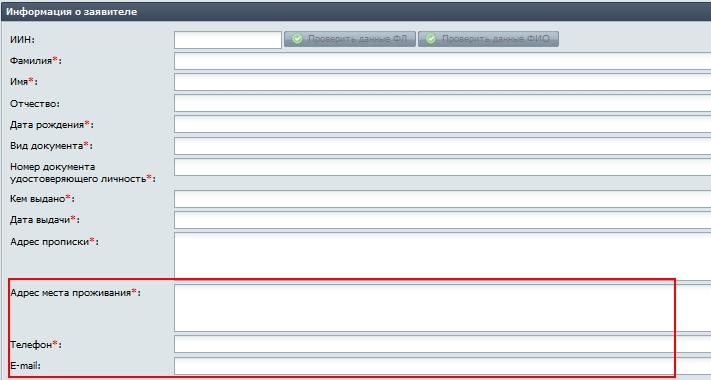 Информация о заявителе
ИИН: Проверить данные ФЛ Проверить данные ФИО
Фамилия*:
Имя*:
Отчество:
Дата рождения*:
Вид документа*:
Номер документа
удостоверяющего личность*:
Кем выдано*:
Дата выдачи*:
Адрес прописки*:
Адрес места проживания*:
Телефон*:
E-mail: